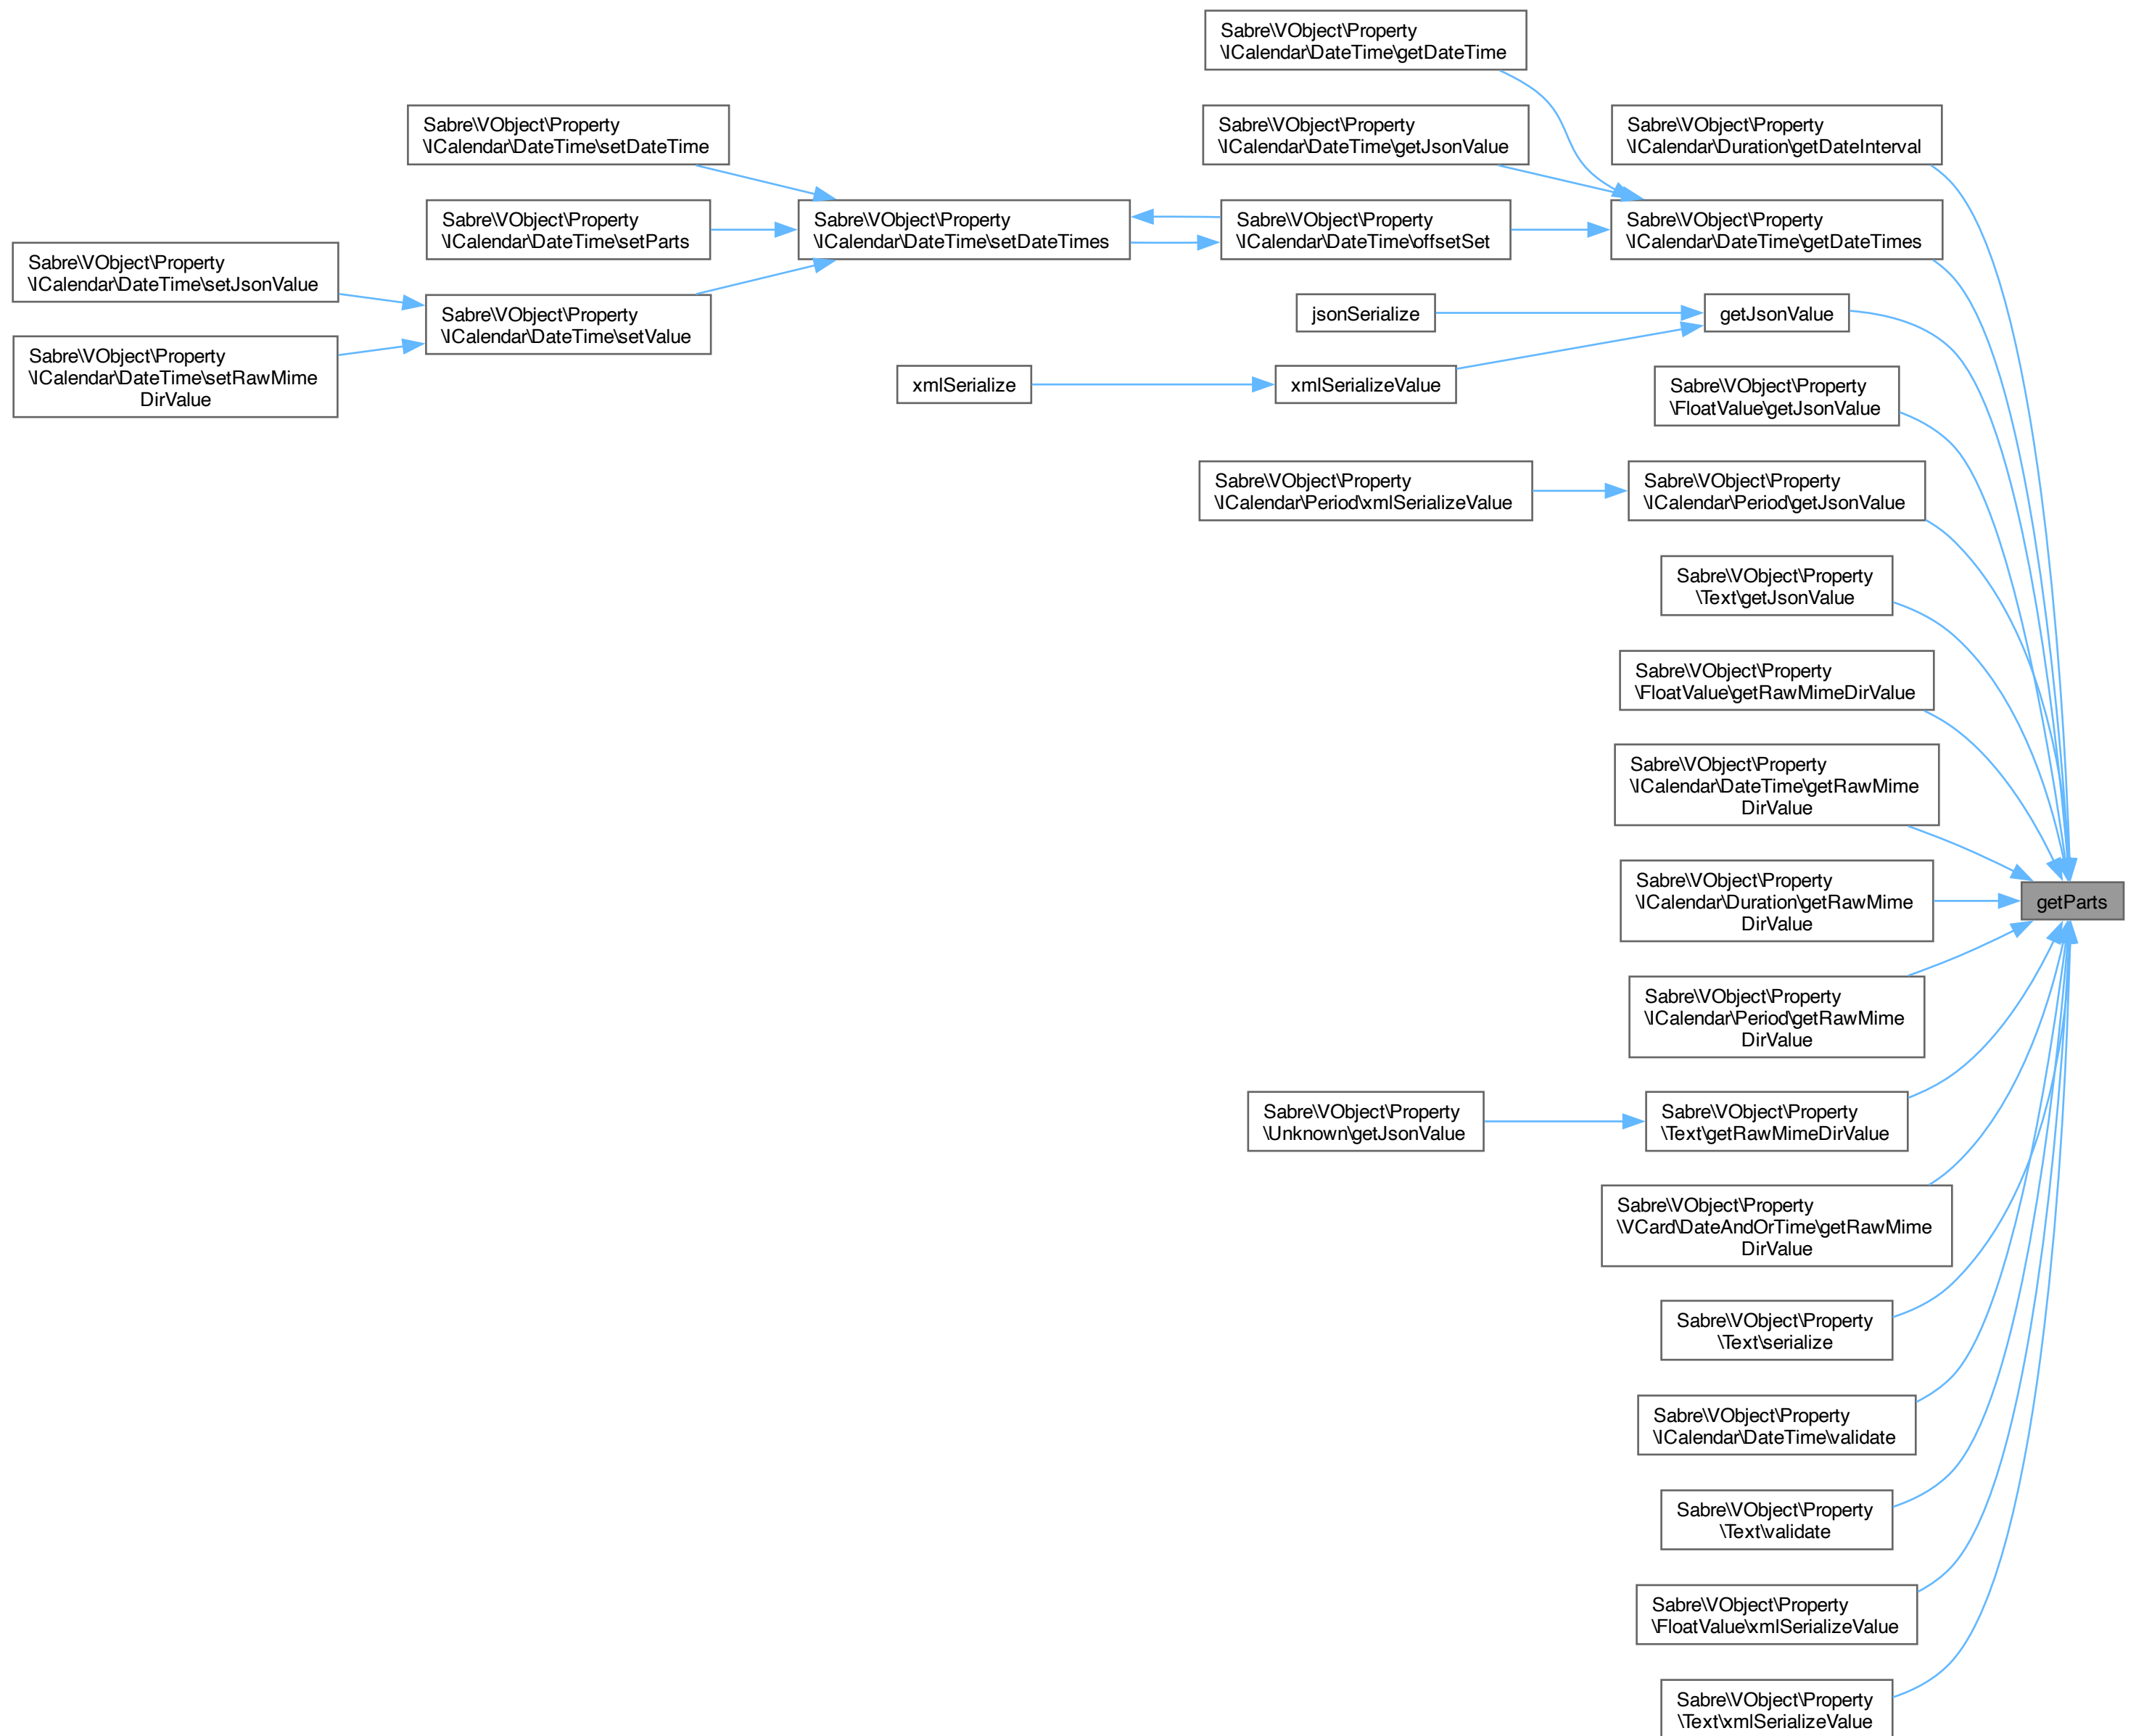 Sabre\VObject\Property
\ICalendar\DateTime\getDateTime
Sabre\VObject\Property
\ICalendar\DateTime\setDateTime
Sabre\VObject\Property
\ICalendar\DateTime\getJsonValue
Sabre\VObject\Property
\ICalendar\Duration\getDateInterval
Sabre\VObject\Property
\ICalendar\DateTime\setParts
Sabre\VObject\Property
\ICalendar\DateTime\setDateTimes
Sabre\VObject\Property
\ICalendar\DateTime\offsetSet
Sabre\VObject\Property
\ICalendar\DateTime\getDateTimes
Sabre\VObject\Property
\ICalendar\DateTime\setJsonValue
Sabre\VObject\Property
\ICalendar\DateTime\setValue
jsonSerialize
getJsonValue
Sabre\VObject\Property
\ICalendar\DateTime\setRawMime
DirValue
xmlSerialize
xmlSerializeValue
Sabre\VObject\Property
\FloatValue\getJsonValue
Sabre\VObject\Property
\ICalendar\Period\xmlSerializeValue
Sabre\VObject\Property
\ICalendar\Period\getJsonValue
Sabre\VObject\Property
\Text\getJsonValue
Sabre\VObject\Property
\FloatValue\getRawMimeDirValue
Sabre\VObject\Property
\ICalendar\DateTime\getRawMime
DirValue
Sabre\VObject\Property
\ICalendar\Duration\getRawMime
DirValue
getParts
Sabre\VObject\Property
\ICalendar\Period\getRawMime
DirValue
Sabre\VObject\Property
\Unknown\getJsonValue
Sabre\VObject\Property
\Text\getRawMimeDirValue
Sabre\VObject\Property
\VCard\DateAndOrTime\getRawMime
DirValue
Sabre\VObject\Property
\Text\serialize
Sabre\VObject\Property
\ICalendar\DateTime\validate
Sabre\VObject\Property
\Text\validate
Sabre\VObject\Property
\FloatValue\xmlSerializeValue
Sabre\VObject\Property
\Text\xmlSerializeValue